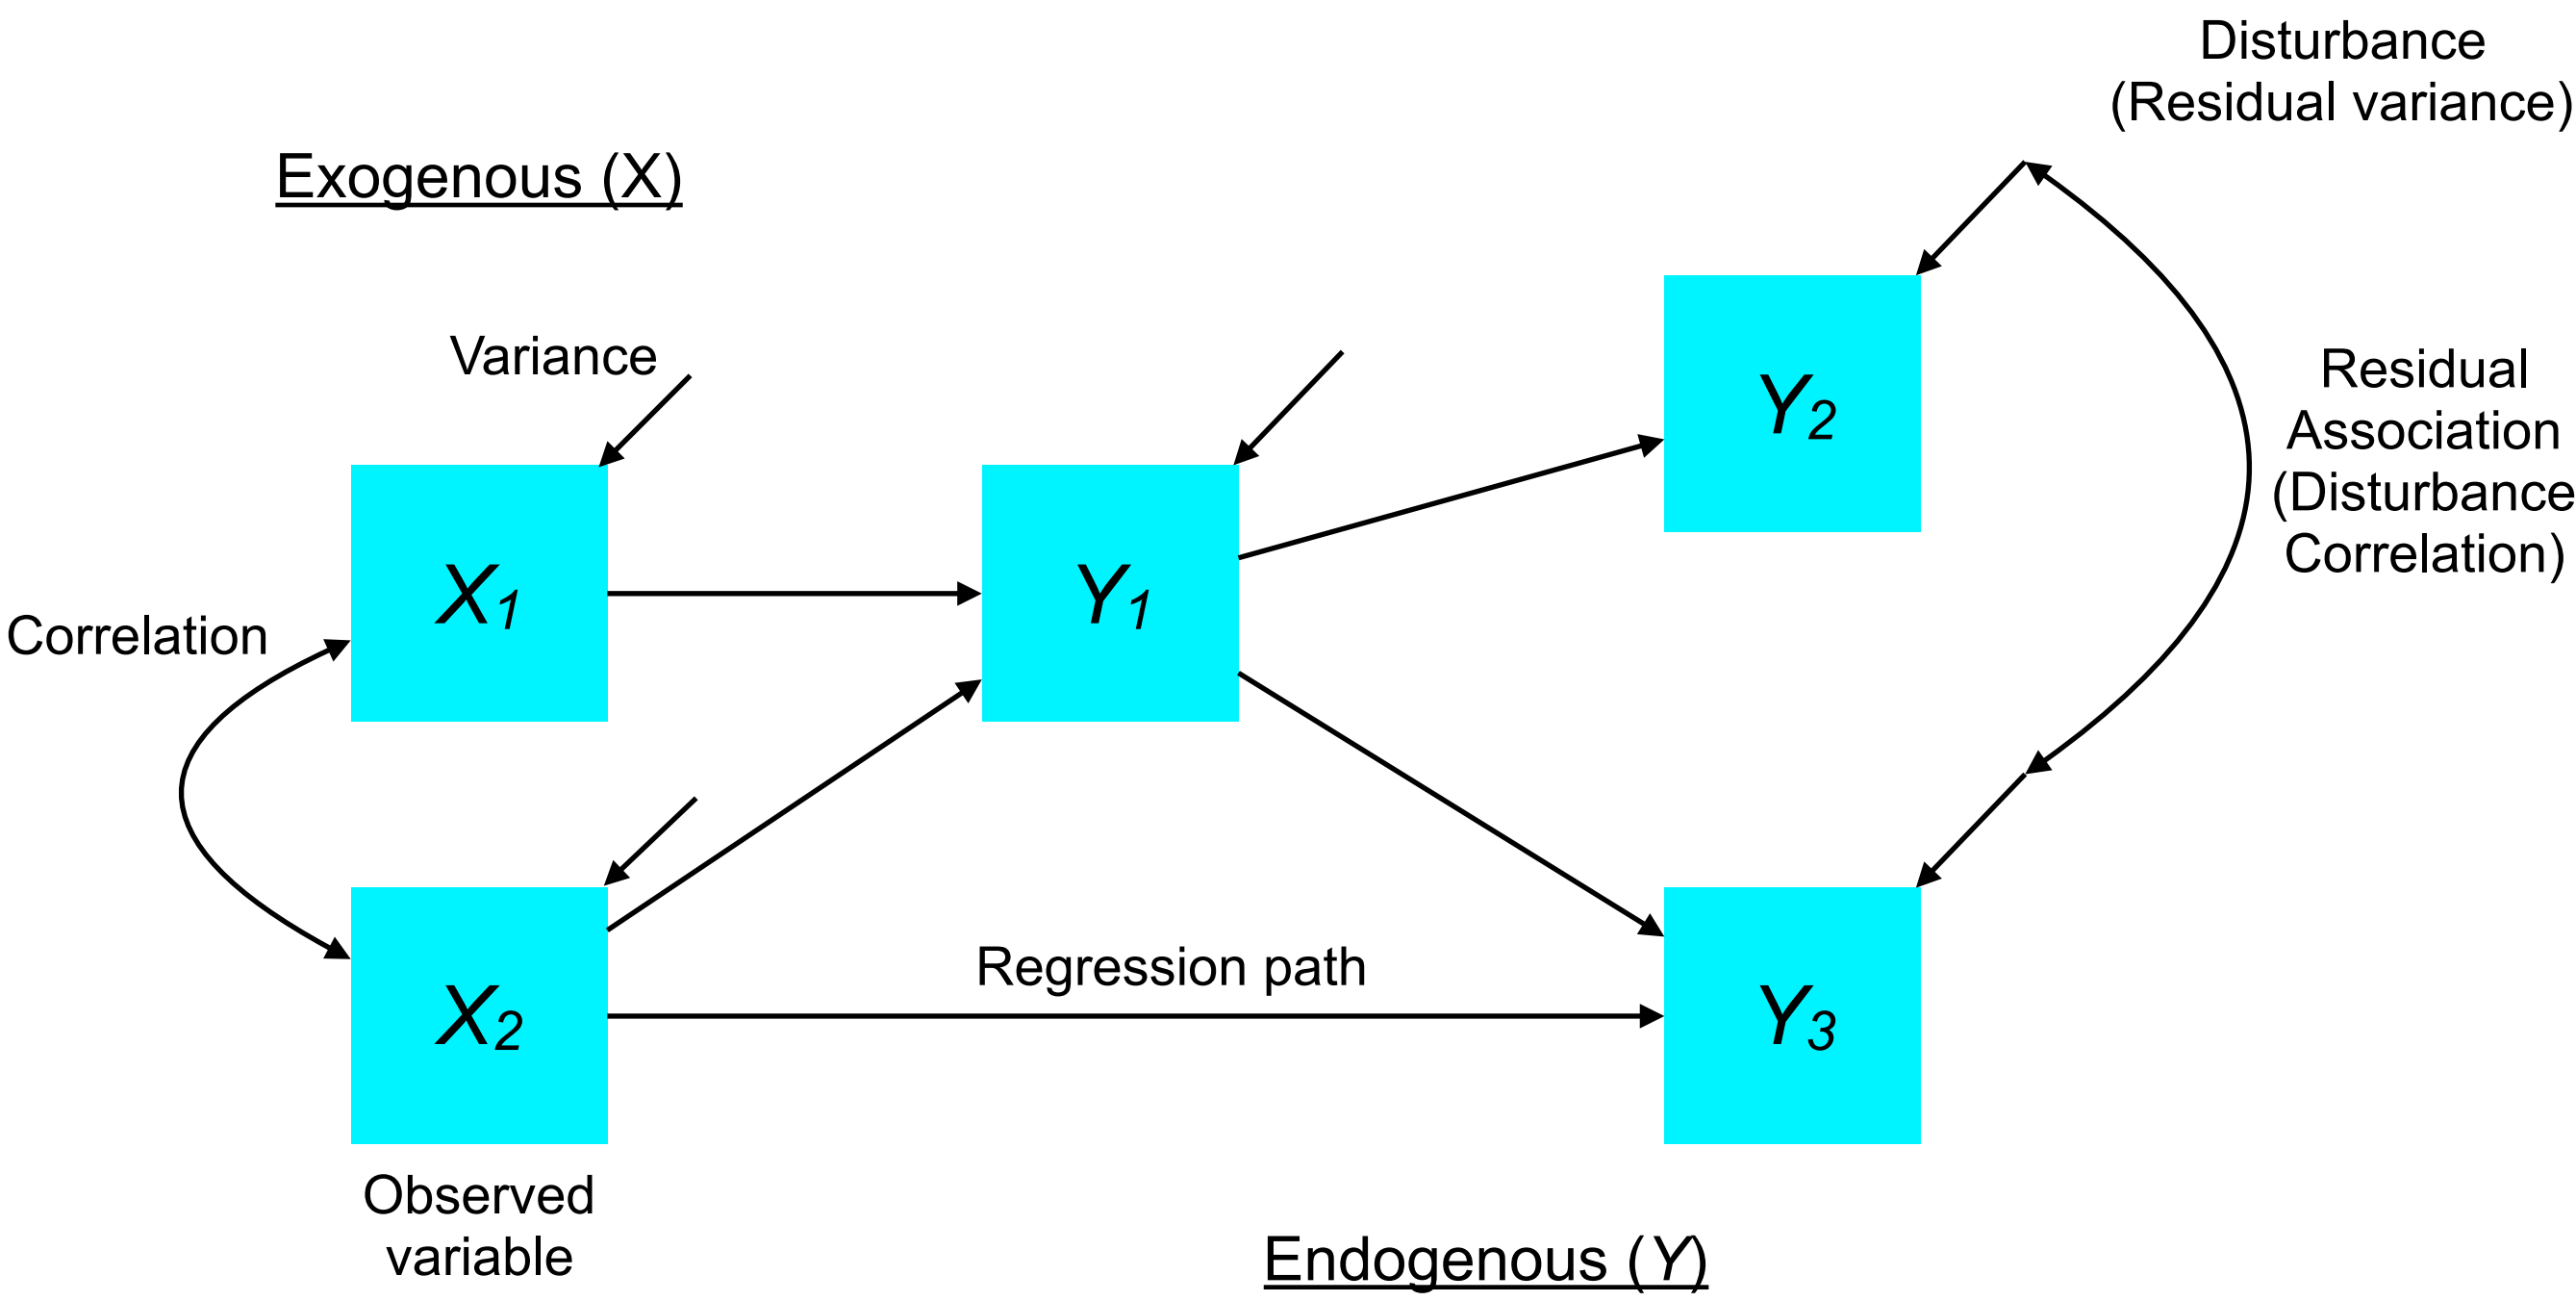 Disturbance
(Residual variance)
Exogenous (X)
Variance
Y2
Residual
Association
(Disturbance
Correlation)
X1
Y1
Correlation
Regression path
X2
Y3
Observed
variable
Endogenous (Y)